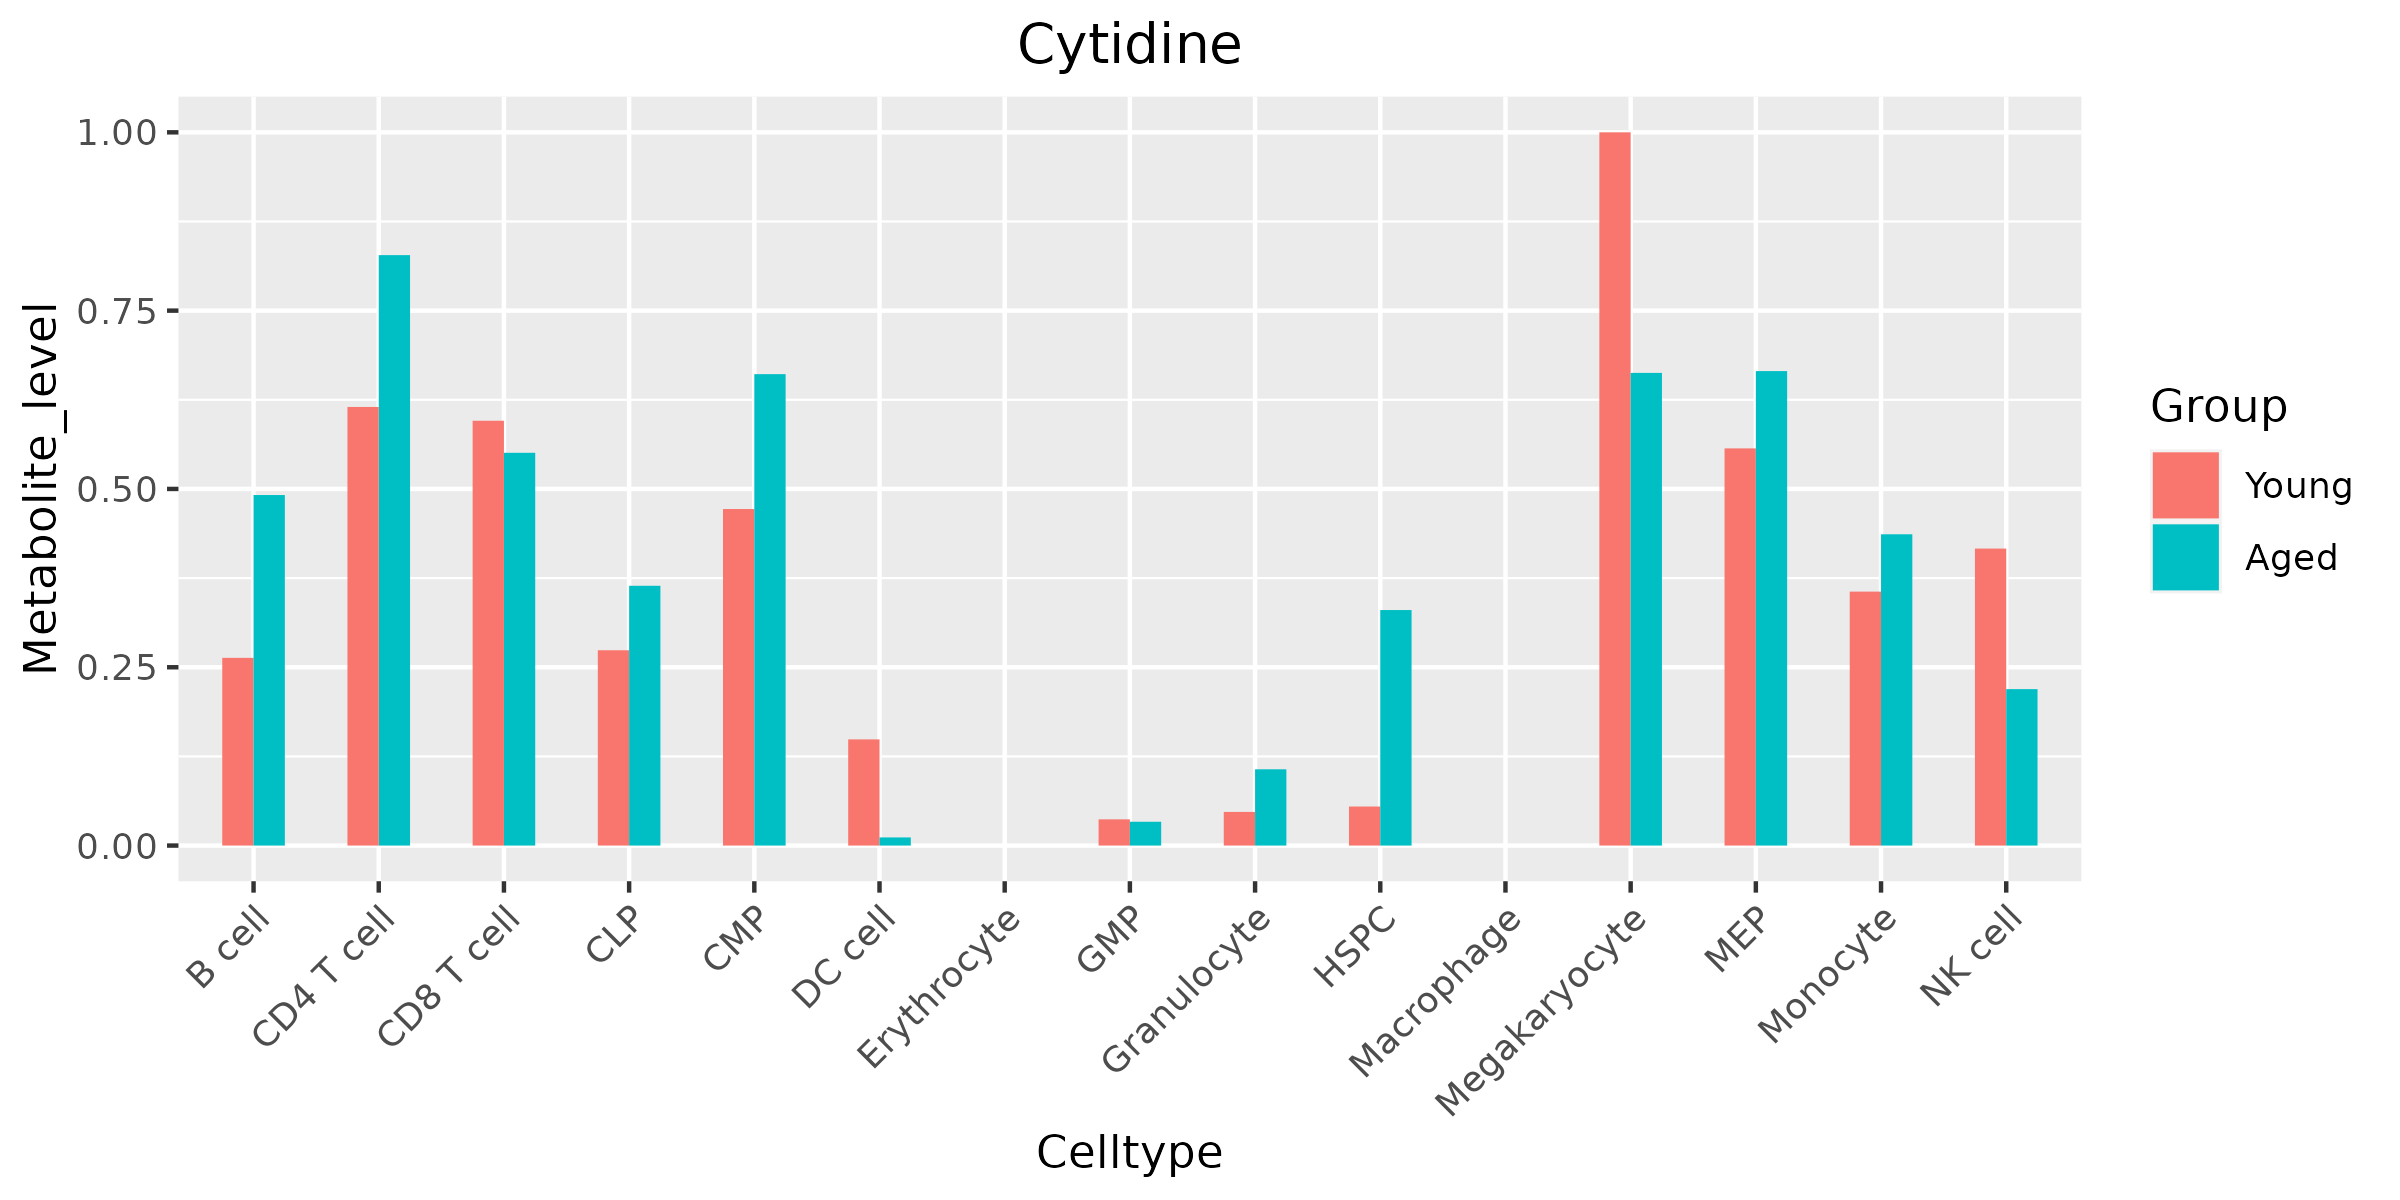 Cytidine
Metabolite_level
1.00
0.75
0.50
0.25
0.00
B cell
CD4 T cell
CD8 T cell
CLP
CMP
DC cell
Erythrocyte
GMP
Granulocyte
HSPC
Macrophage
Megakaryocyte
MEP
Monocyte
NK cell
Celltype
Group
Young
Aged